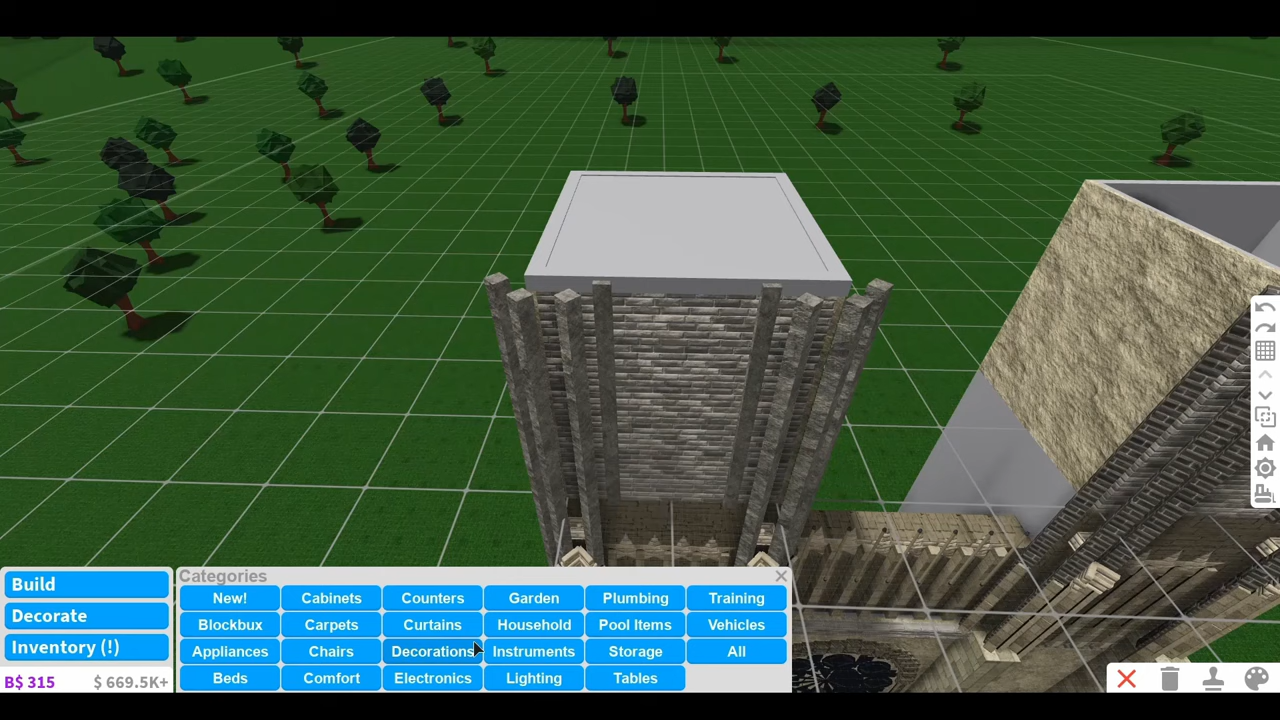 Build
Decorate
Inventory (!)
B$ 315 $ 669.5K+
Categories
New! Cabinets Counters Garden Plumbing Training
Blockbux Carpets Curtains Household Pool Items Vehicles
Appliances Chairs Decorations Instruments Storage All
Beds Comfort Electronics Lighting Tables